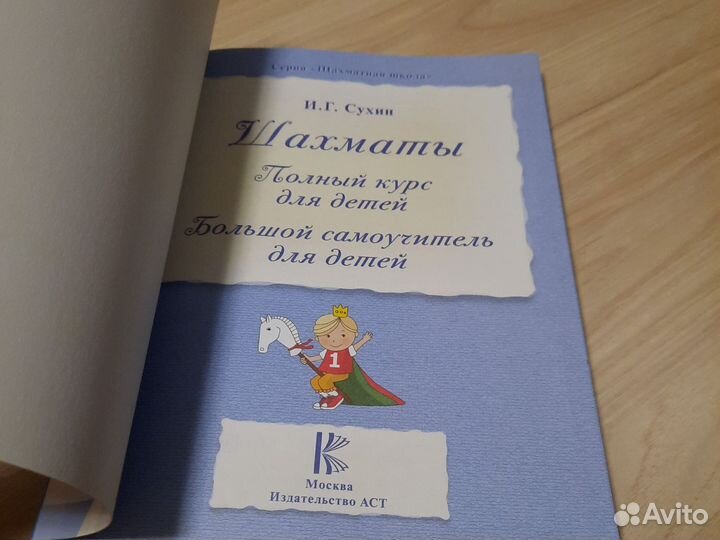 Серия «Шахматная школа»
И.Г. Сухин
Шахматы
Полный курс
для детей
Большой самоучитель
для детей
1
Москва
Издательство АСТ
Avito